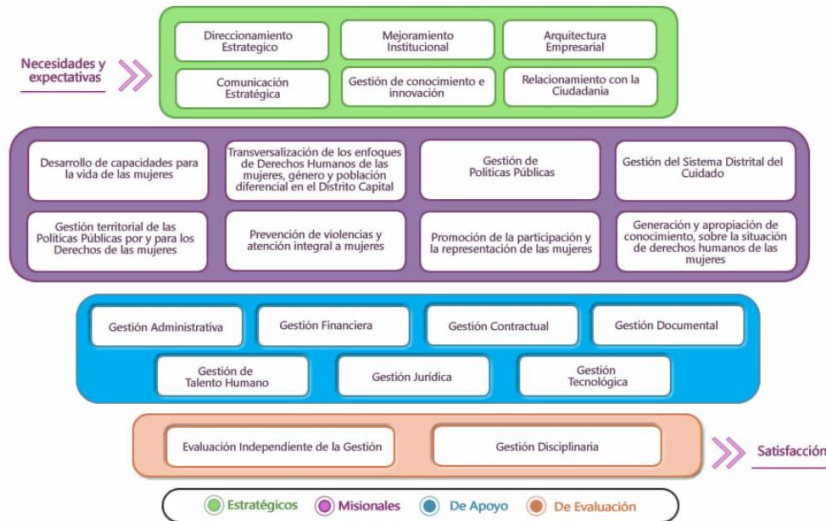 Necesidades y
expectativas
Direccionamiento
Estrategico
Mejoramiento
Institucional
Arquitectura
Empresarial
Comunicación
Estratégica
Gestión de conocimiento e
innovación
Relacionamiento con la
Ciudadanía
Desarrollo de capacidades para
la vida de las mujeres
Transversalización de los enfoques
de Derechos Humanos de las
mujeres, género y población
diferencial en el Distrito Capital
Gestión de
Políticas Públicas
Gestión del Sistema Distrital del
Cuidado
Gestión territorial de las
Políticas Públicas por y para los
Derechos de las mujeres
Prevención de violencias y
atención integral a mujeres
Promoción de la participación y
la representación de las mujeres
Generación y apropiación de
conocimiento, sobre la situación
de derechos humanos de las
mujeres
Gestión Administrativa
Gestión Financiera
Gestión Contractual
Gestión Documental
Gestión de
Talento Humano
Gestión Jurídica
Gestión
Tecnológica
Evaluación Independiente de la Gestión
Gestión Disciplinaria
Satisfacción
Estratégicos
Misionales
De Apoyo
De Evaluación